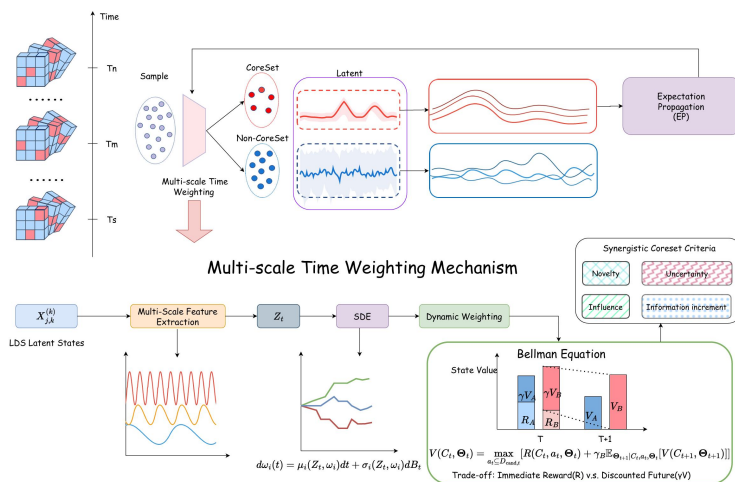 Time
Tn
......
Tm
......
Ts
Sample
CoreSet
Non-CoreSet
Latent
Expectation
Propagation
(EP)
Multi-scale Time
Weighting
Multi-scale Time Weighting Mechanism
Synergistic Coreset Criteria
Novelty
Uncertainty
Influence
Information increment
X_{j,k}^{(k)}
LDS Latent States
Multi-Scale Feature
Extraction
Z_t
SDE
Dynamic Weighting
dω_i(t) = μ_i(Z_t, ω_i)dt + σ_i(Z_t, ω_i)dB_t
Bellman Equation
State Value
γV_A
R_A
γV_B
R_B
V_A
V_B
T
T+1
V(C_t, Θ_t) = max_{a_t⊆D_{cand,t}} [R(C_t, a_t, Θ_t) + γ_B 𝔼_{Θ_{t+1}|C_t,a_t,Θ_t}[V(C_{t+1}, Θ_{t+1})]]
Trade-off: Immediate Reward(R) v.s. Discounted Future(γV)